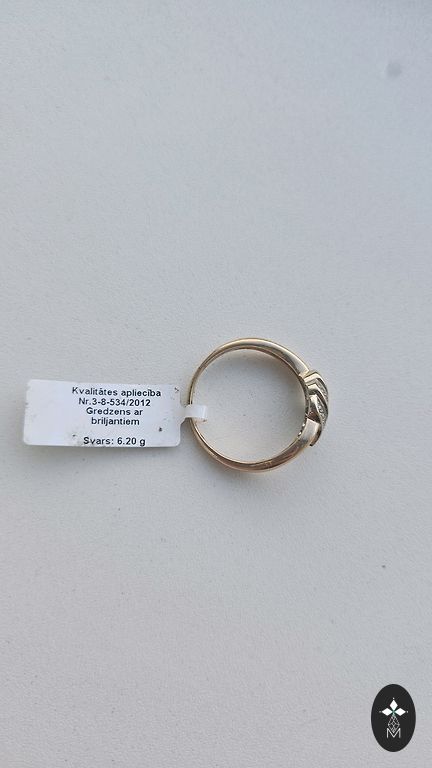 Kvalitātes apliecība
Nr.3-8-534/2012
Gredzens ar
briljantiem
Svars: 6.20 g
M